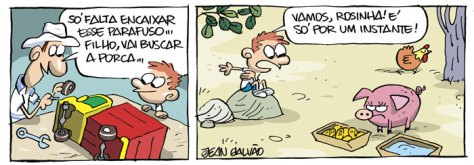 SÓ FALTA ENCAIXAR
ESSE PARAFUSO...
FILHO, VAI BUSCAR
A PORCA...
VAMOS, ROSINHA! É
SÓ POR UM INSTANTE!
JEAN GALVÃO